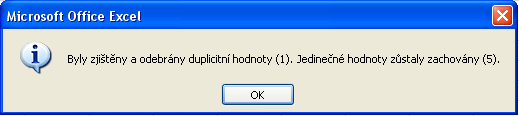 Microsoft Office Excel
Byly zjištěny a odebrány duplicitní hodnoty (1). Jedinečné hodnoty zůstaly zachovány (5).
OK